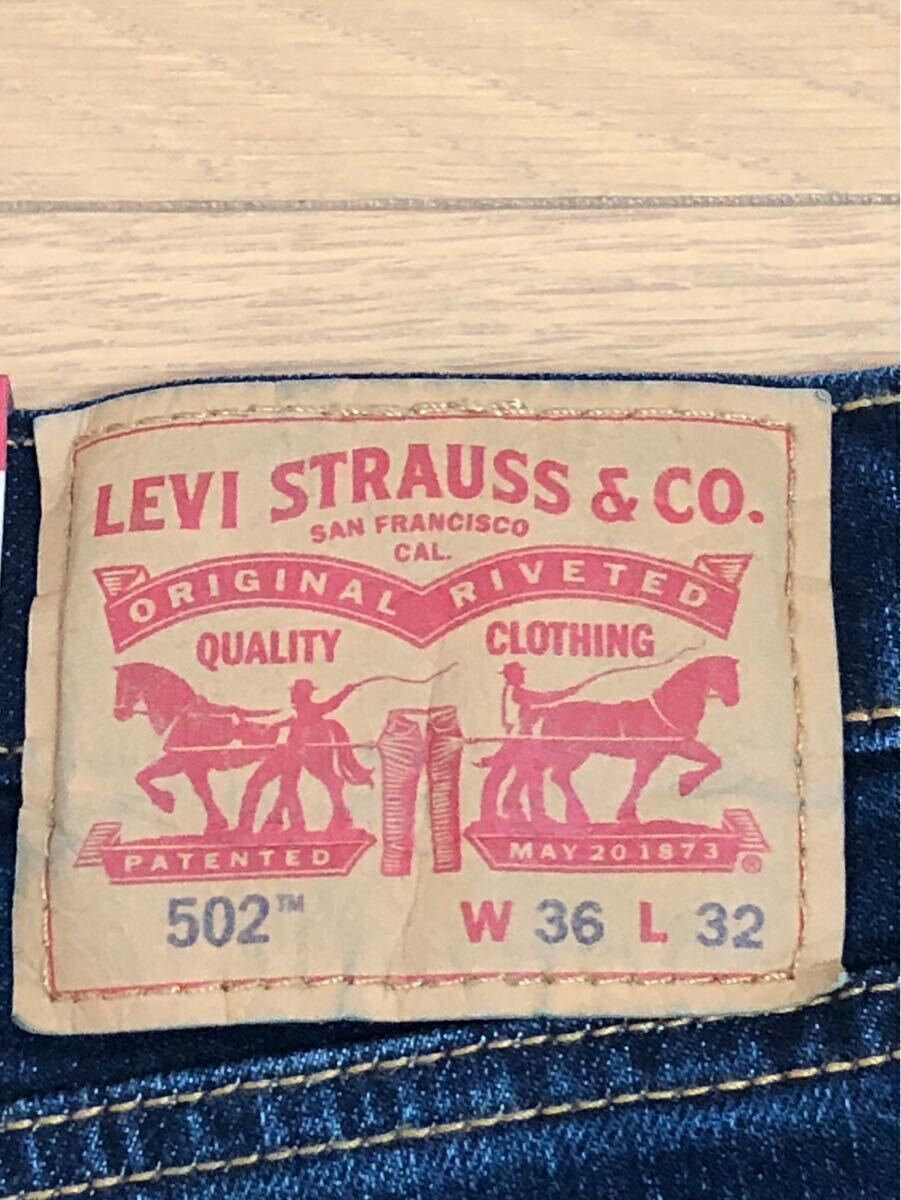 LEVI STRAUSS & CO.
SAN FRANCISCO
CAL.
ORIGINAL RIVETED
QUALITY CLOTHING
PATENTED MAY 20 1873 ®
502™ W 36 L 32